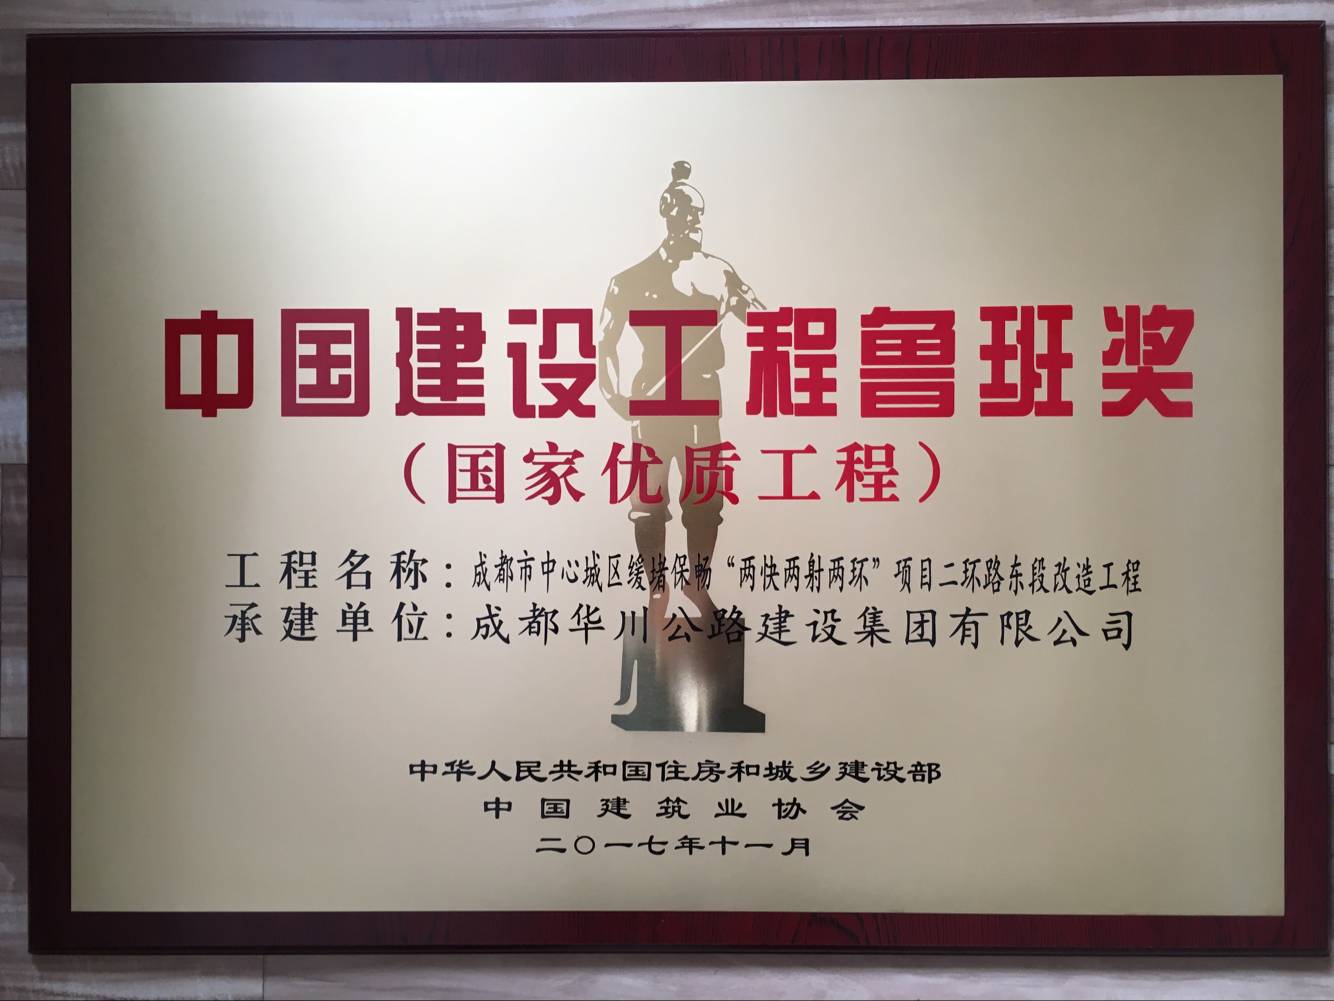 中国建设工程鲁班奖
（国家优质工程）
工程名称：成都市中心城区缓堵保畅“两快两射两环”项目二环路东段改造工程
承建单位：成都华川公路建设集团有限公司
中华人民共和国住房和城乡建设部
中国建筑业协会
二〇一七年十一月